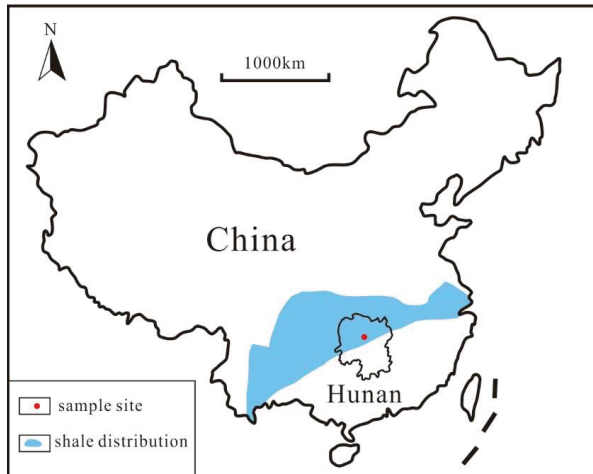 N
1000km
China
Hunan
sample site
shale distribution